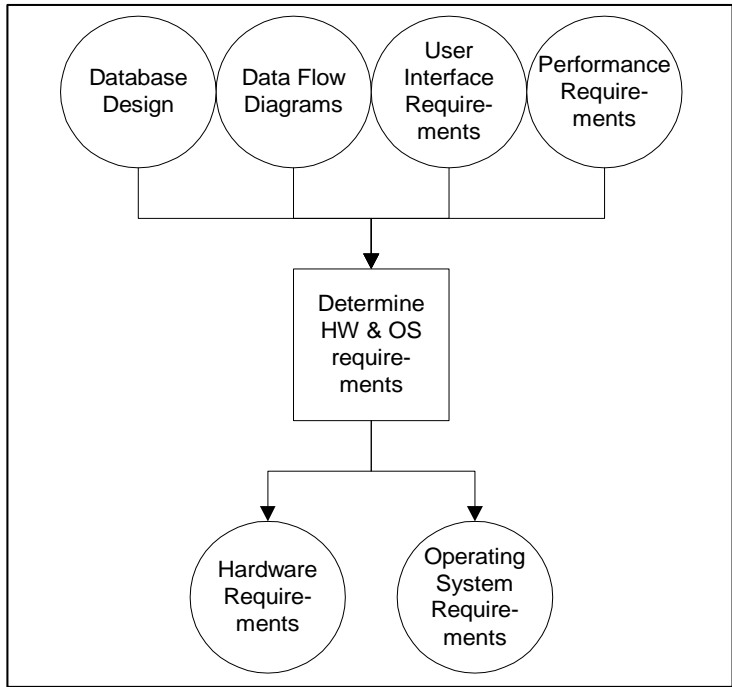 Database
Design
Data Flow
Diagrams
User
Interface
Require-
ments
Performance
Require-
ments
Determine
HW & OS
require-
ments
Hardware
Require-
ments
Operating
System
Require-
ments